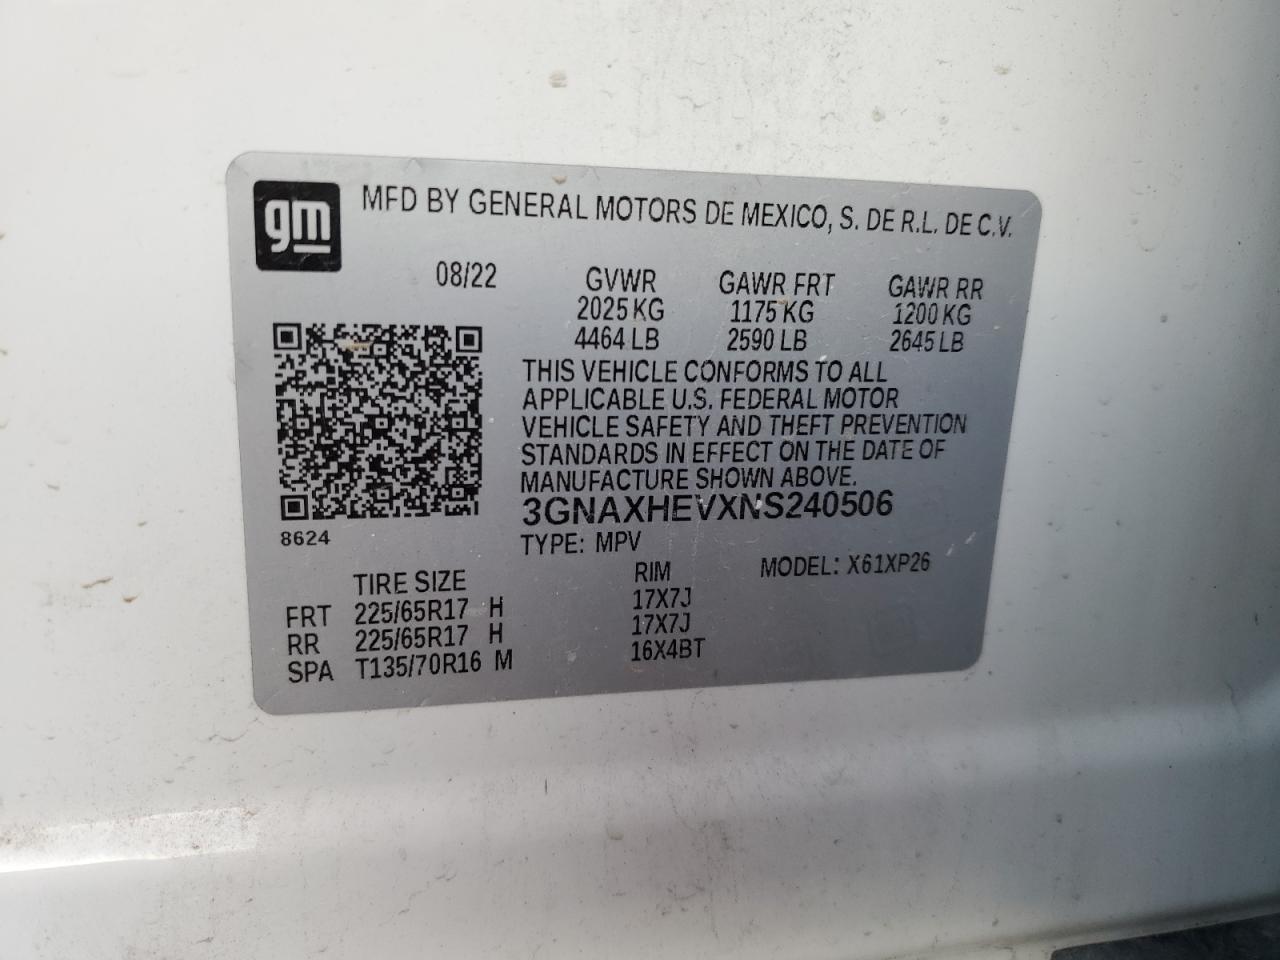 gm MFD BY GENERAL MOTORS DE MEXICO, S. DE R.L. DE C.V.
08/22 GVWR GAWR FRT GAWR RR
2025 KG 1175 KG 1200 KG
4464 LB 2590 LB 2645 LB
THIS VEHICLE CONFORMS TO ALL
APPLICABLE U.S. FEDERAL MOTOR
VEHICLE SAFETY AND THEFT PREVENTION
STANDARDS IN EFFECT ON THE DATE OF
MANUFACTURE SHOWN ABOVE.
3GNAXHEVXNS240506
8624 TYPE: MPV MODEL: X61XP26
TIRE SIZE RIM
FRT 225/65R17 H 17X7J
RR 225/65R17 H 17X7J
SPA T135/70R16 M 16X4BT